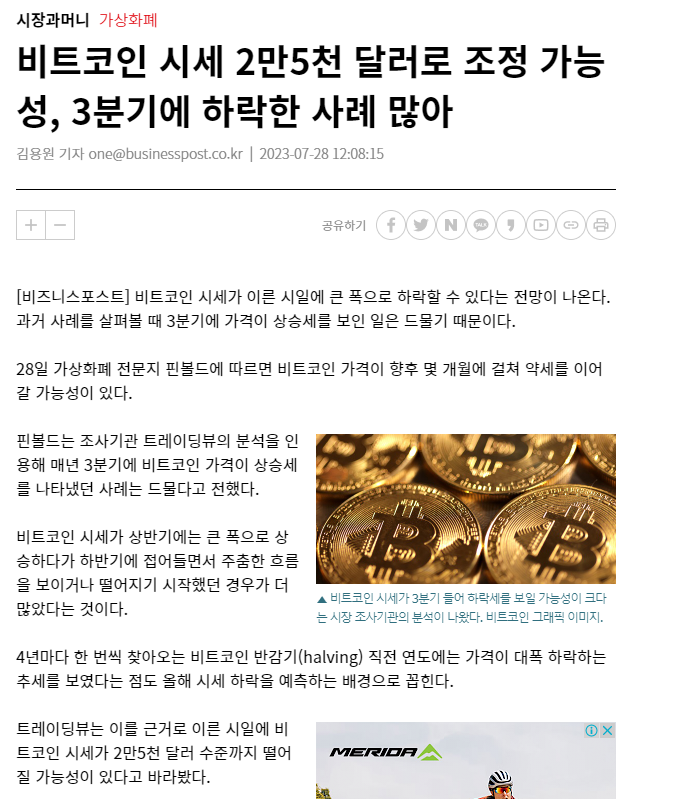 시장과머니 가상화폐
비트코인 시세 2만5천 달러로 조정 가능
성, 3분기에 하락한 사례 많아
김용원 기자 one@businesspost.co.kr | 2023-07-28 12:08:15
공유하기
[비즈니스포스트] 비트코인 시세가 이른 시일에 큰 폭으로 하락할 수 있다는 전망이 나온다.
과거 사례를 살펴볼 때 3분기에 가격이 상승세를 보인 일은 드물기 때문이다.
28일 가상화폐 전문지 핀볼드에 따르면 비트코인 가격이 향후 몇 개월에 걸쳐 약세를 이어
갈 가능성이 있다.
핀볼드는 조사기관 트레이딩뷰의 분석을 인
용해 매년 3분기에 비트코인 가격이 상승세
를 나타냈던 사례는 드물다고 전했다.
비트코인 시세가 상반기에는 큰 폭으로 상
승하다가 하반기에 접어들면서 주춤한 흐름
을 보이거나 떨어지기 시작했던 경우가 더
많았다는 것이다.
▲ 비트코인 시세가 3분기 들어 하락세를 보일 가능성이 크다
는 시장 조사기관의 분석이 나왔다. 비트코인 그래픽 이미지.
4년마다 한 번씩 찾아오는 비트코인 반감기(halving) 직전 연도에는 가격이 대폭 하락하는
추세를 보였다는 점도 올해 시세 하락을 예측하는 배경으로 꼽힌다.
트레이딩뷰는 이를 근거로 이른 시일에 비
트코인 시세가 2만5천 달러 수준까지 떨어
질 가능성이 있다고 바라봤다.
MERIDA